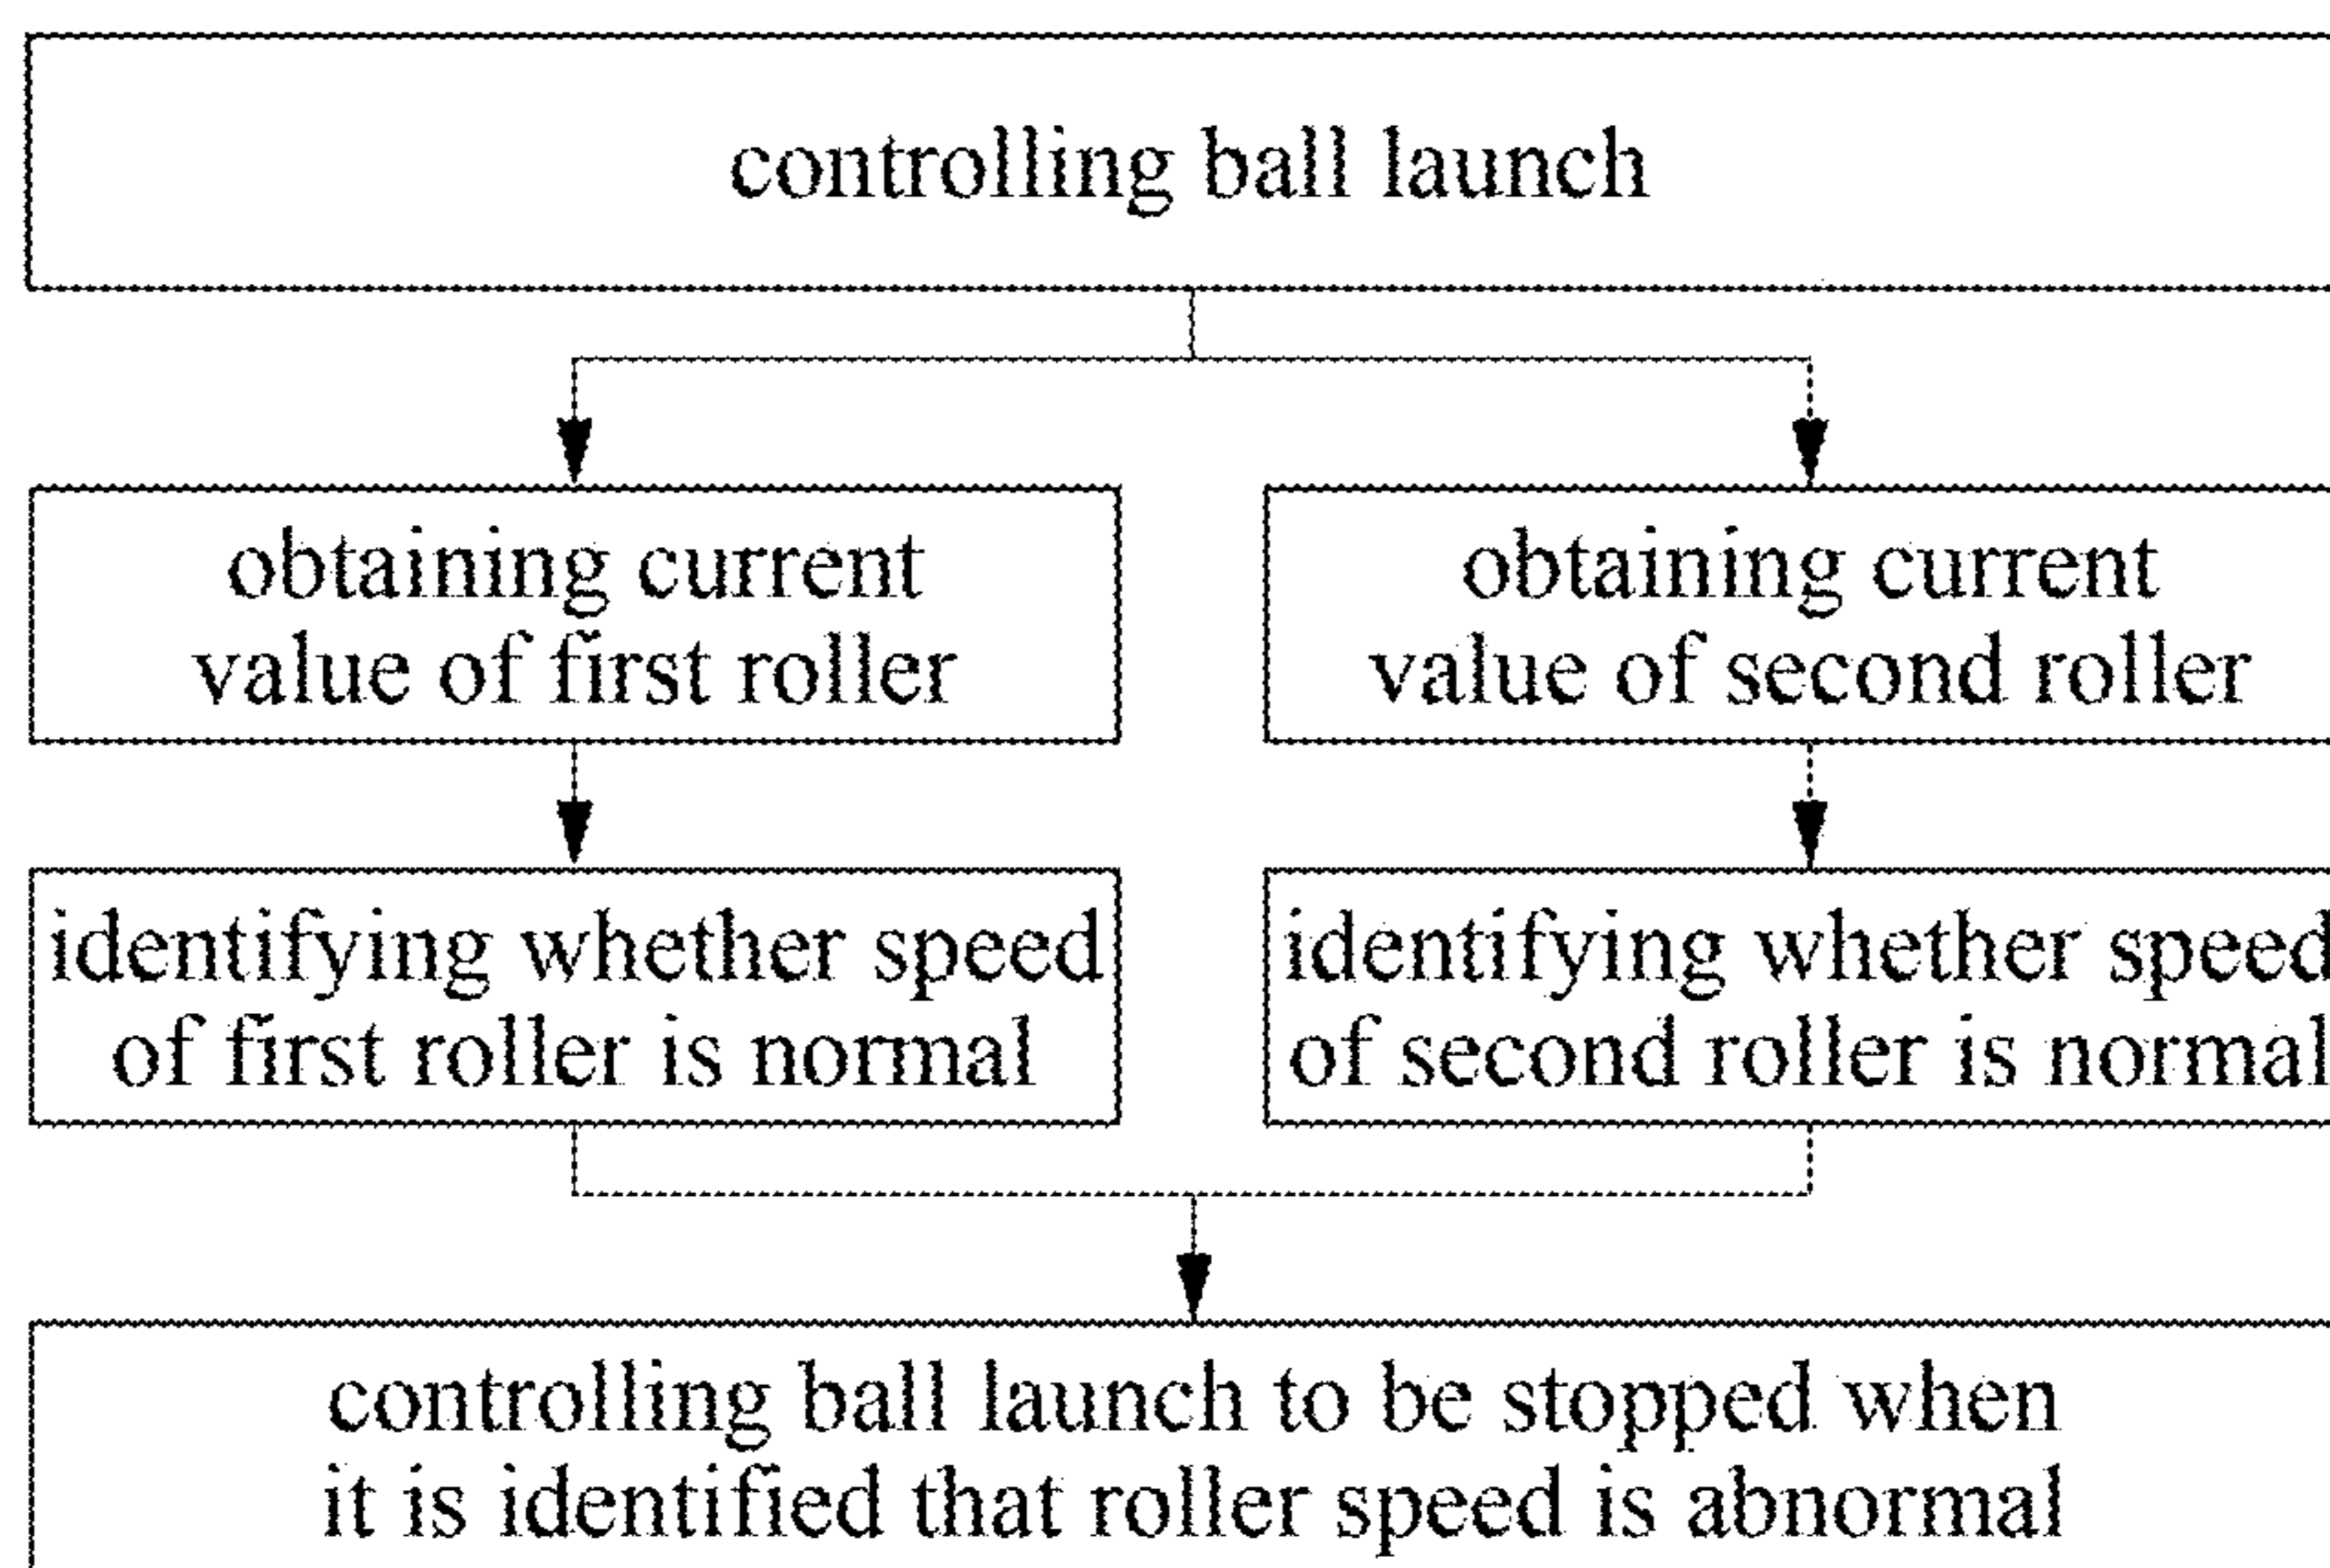 controlling ball launch
obtaining current
value of first roller
obtaining current
value of second roller
identifying whether speed
of first roller is normal
identifying whether speed
of second roller is normal
controlling ball launch to be stopped when
it is identified that roller speed is abnormal